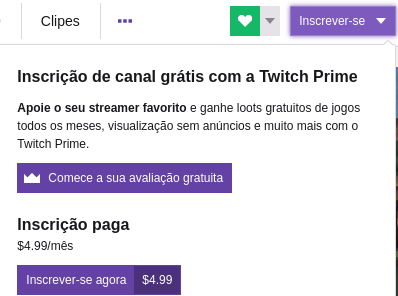 Clipes
Inscrever-se
Inscrição de canal grátis com a Twitch Prime
Apoie o seu streamer favorito e ganhe loots gratuitos de jogos
todos os meses, visualização sem anúncios e muito mais com o
Twitch Prime.
Comece a sua avaliação gratuita
Inscrição paga
$4.99/mês
Inscrever-se agora $4.99